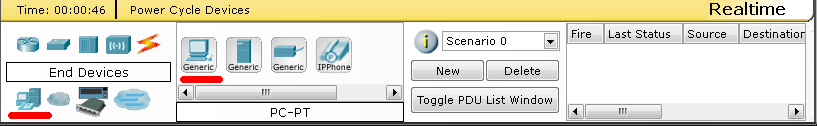 Time: 00:00:46 Power Cycle Devices Realtime
End Devices
Generic Generic Generic IPPhone
PC-PT
i Scenario 0
New Delete
Toggle PDU List Window
Fire Last Status Source Destination